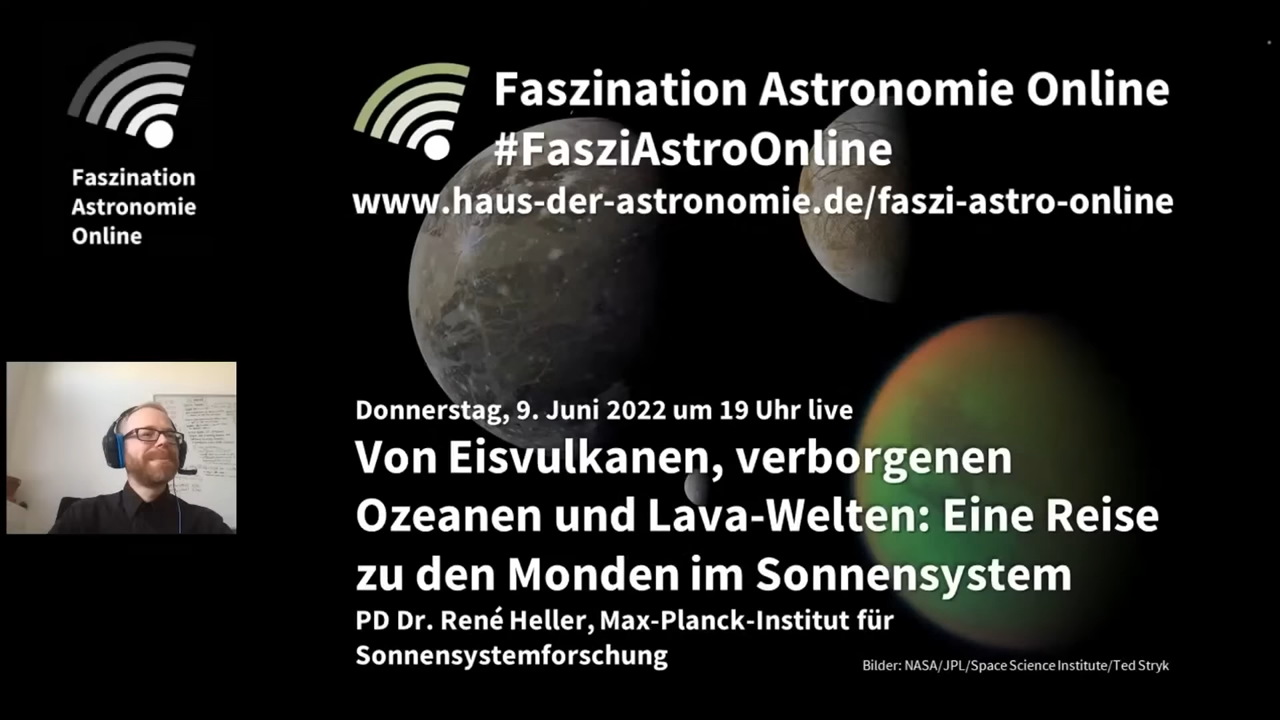 Faszination
Astronomie
Online
Faszination Astronomie Online
#FasziAstroOnline
www.haus-der-astronomie.de/faszi-astro-online
Donnerstag, 9. Juni 2022 um 19 Uhr live
Von Eisvulkanen, verborgenen
Ozeanen und Lava-Welten: Eine Reise
zu den Monden im Sonnensystem
PD Dr. René Heller, Max-Planck-Institut für
Sonnensystemforschung
Bilder: NASA/JPL/Space Science Institute/Ted Stryk